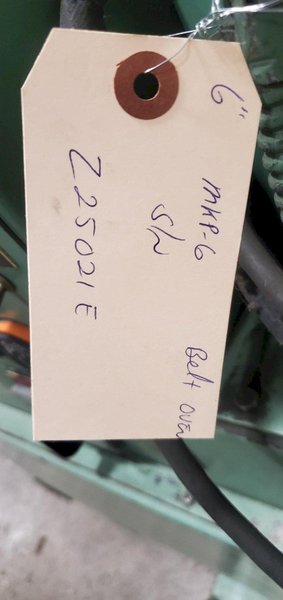 6" MKP-6 Belt over
S/N
Z25021E